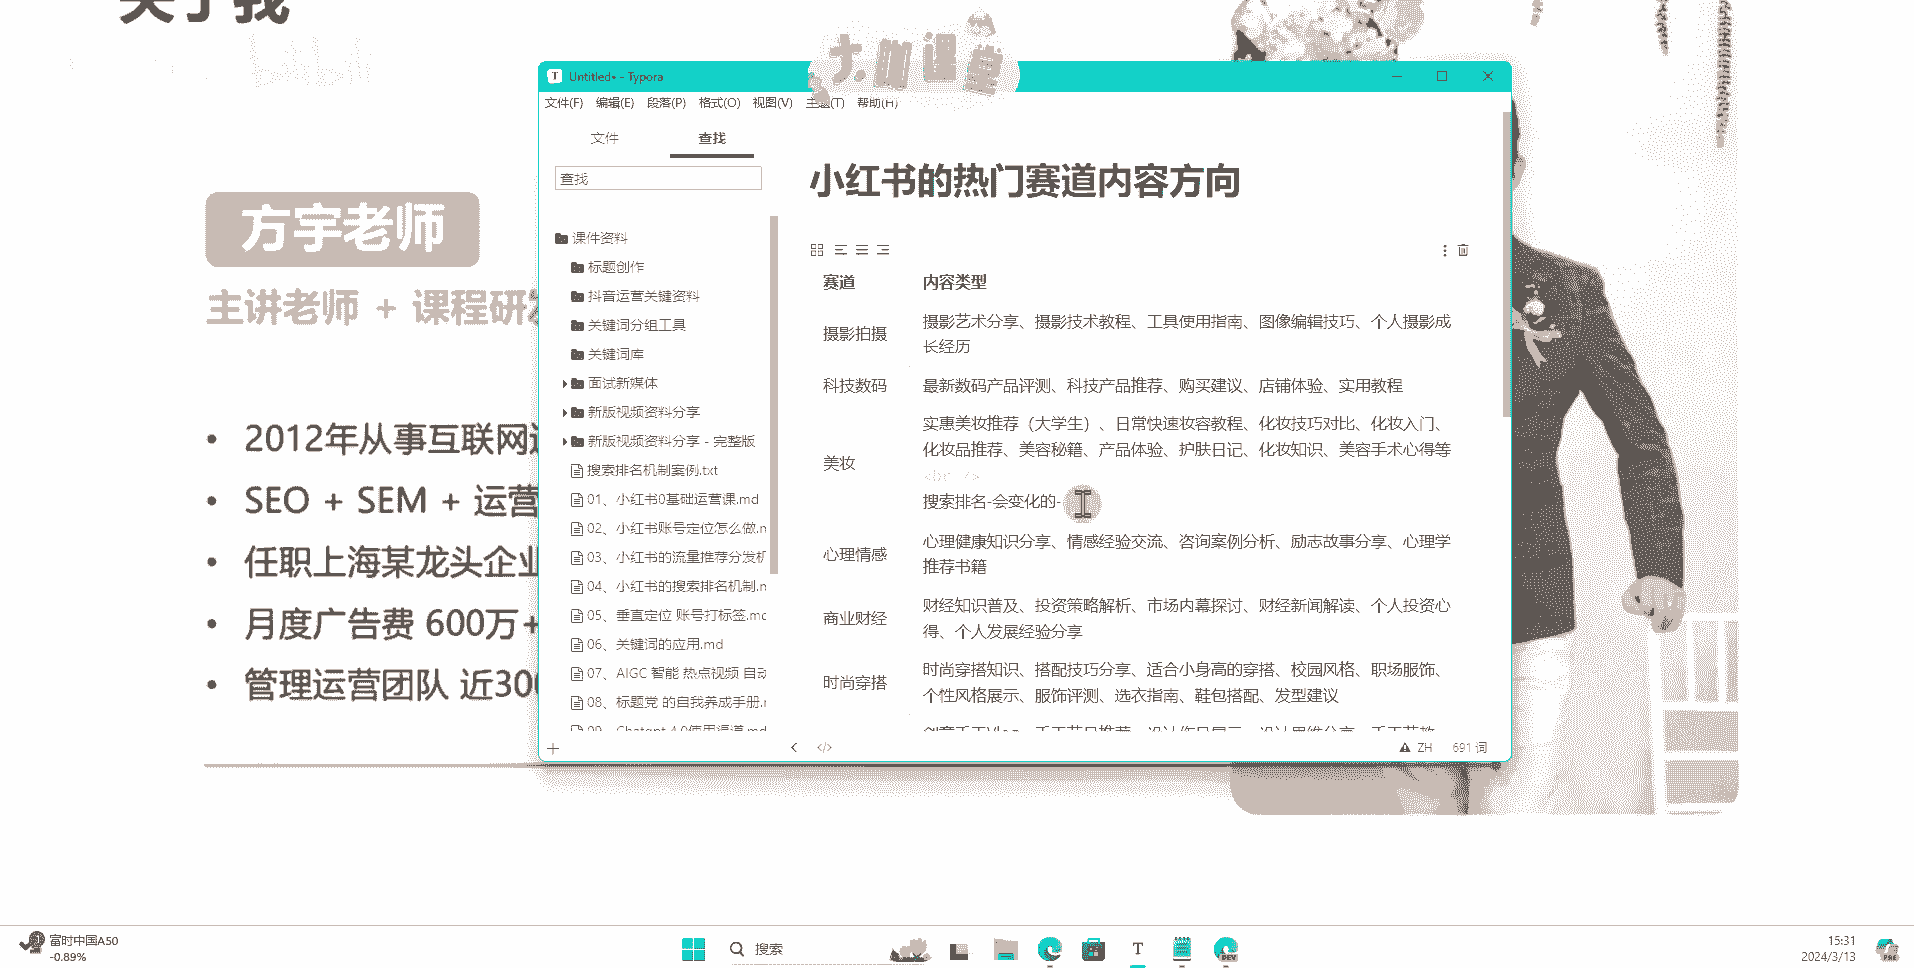 关于我
bilibili
大咖课堂
方宇老师
主讲老师 + 课程研发
2012年从事互联网
SEO + SEM + 运营
任职上海某龙头企业
月度广告费 600万+
管理运营团队 近300
Untitled• - Typora
文件(F) 编辑(E) 段落(P) 格式(O) 视图(V) 主题(T) 帮助(H)
文件 查找
查找
课件资料
标题创作
抖音运营关键资料
关键词分组工具
关键词库
面试新媒体
新版视频资料分享
新版视频资料分享 - 完整版
搜索排名机制案例.txt
01、小红书0基础运营课.md
02、小红书账号定位怎么做.m
03、小红书的流量推荐分发机
04、小红书的搜索排名机制.m
05、垂直定位 账号打标签.mc
06、关键词的应用.md
07、AIGC 智能 热点视频 自动
08、标题党 的自我养成手册.r
09、Chatgpt 4.0使用渠道.md
小红书的热门赛道内容方向
赛道 内容类型
摄影拍摄
摄影艺术分享、摄影技术教程、工具使用指南、图像编辑技巧、个人摄影成
长经历
科技数码
最新数码产品评测、科技产品推荐、购买建议、店铺体验、实用教程
美妆
实惠美妆推荐（大学生）、日常快速妆容教程、化妆技巧对比、化妆入门、
化妆品推荐、美容秘籍、产品体验、护肤日记、化妆知识、美容手术心得等
<br />
搜索排名-会变化的-
心理情感
心理健康知识分享、情感经验交流、咨询案例分析、励志故事分享、心理学
推荐书籍
商业财经
财经知识普及、投资策略解析、市场内幕探讨、财经新闻解读、个人投资心
得、个人发展经验分享
时尚穿搭
时尚穿搭知识、搭配技巧分享、适合小身高的穿搭、校园风格、职场服饰、
个性风格展示、服饰评测、选衣指南、鞋包搭配、发型建议
ZH 691 词
富时中国A50
-0.89%
搜索
T
DEV
15:31
2024/3/13
PRE